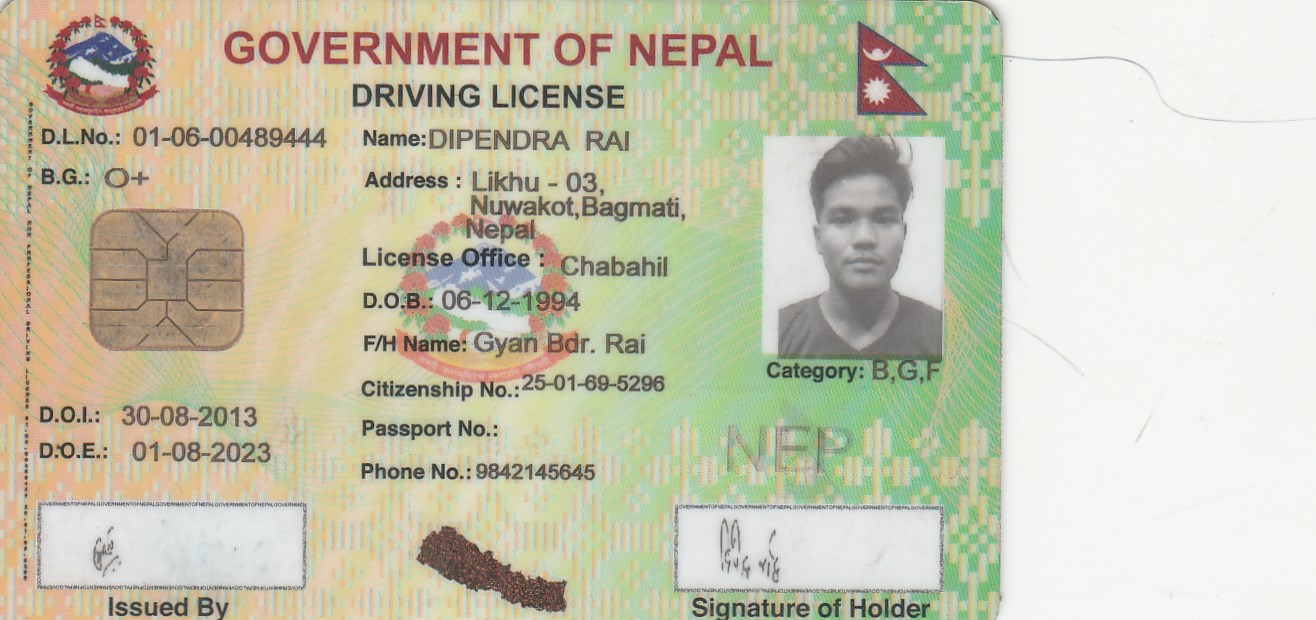 GOVERNMENT OF NEPAL
DRIVING LICENSE
D.L.No.: 01-06-00489444
B.G.: O+
Name: DIPENDRA RAI
Address : Likhu - 03,
Nuwakot,Bagmati,
Nepal
License Office : Chabahil
D.O.B.: 06-12-1994
F/H Name: Gyan Bdr. Rai
Citizenship No.: 25-01-69-5296
Passport No.:
Phone No.: 9842145645
Category: B,G,F
D.O.I.: 30-08-2013
D.O.E.: 01-08-2023
NEP
Issued By
Signature of Holder